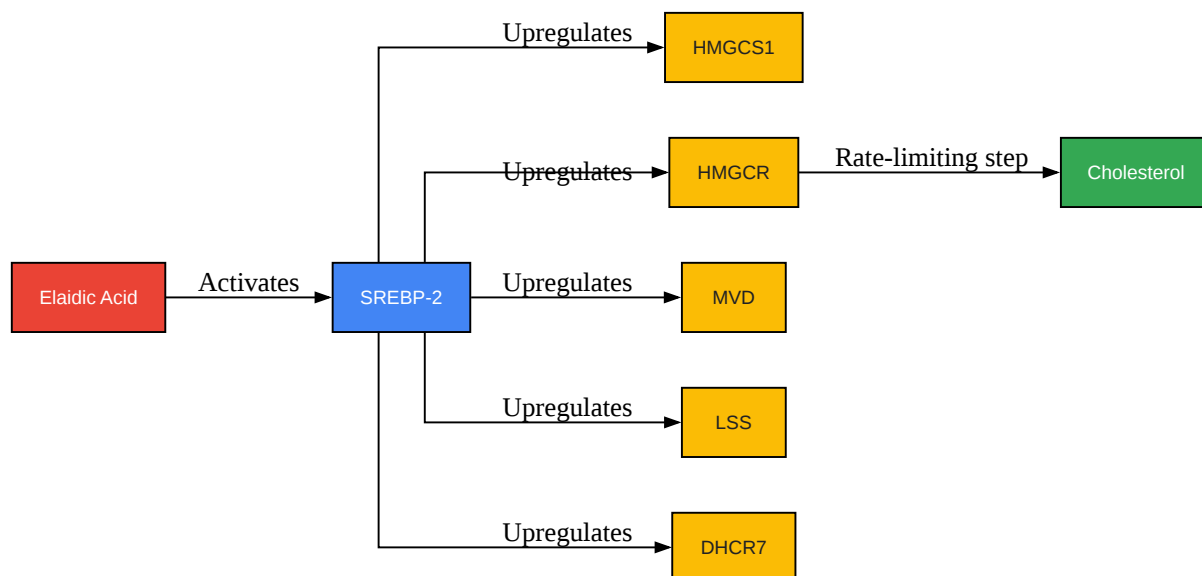 Upregulates
HMGCS1
Upregulates
HMGCR
Rate-limiting step
Cholesterol
Elaidic Acid
Activates
SREBP-2
Upregulates
MVD
Upregulates
LSS
Upregulates
DHCR7